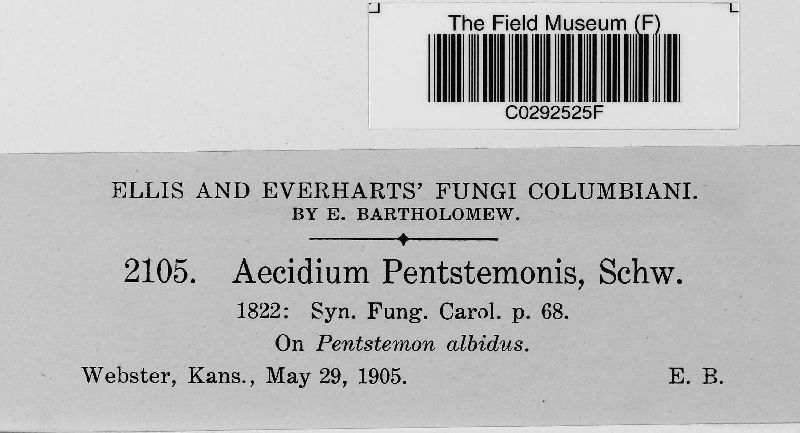 The Field Museum (F)
C0292525F
ELLIS AND EVERHARTS' FUNGI COLUMBIANI.
BY E. BARTHOLOMEW.
2105. Aecidium Pentstemonis, Schw.
1822: Syn. Fung. Carol. p. 68.
On Pentstemon albidus.
Webster, Kans., May 29, 1905. E. B.